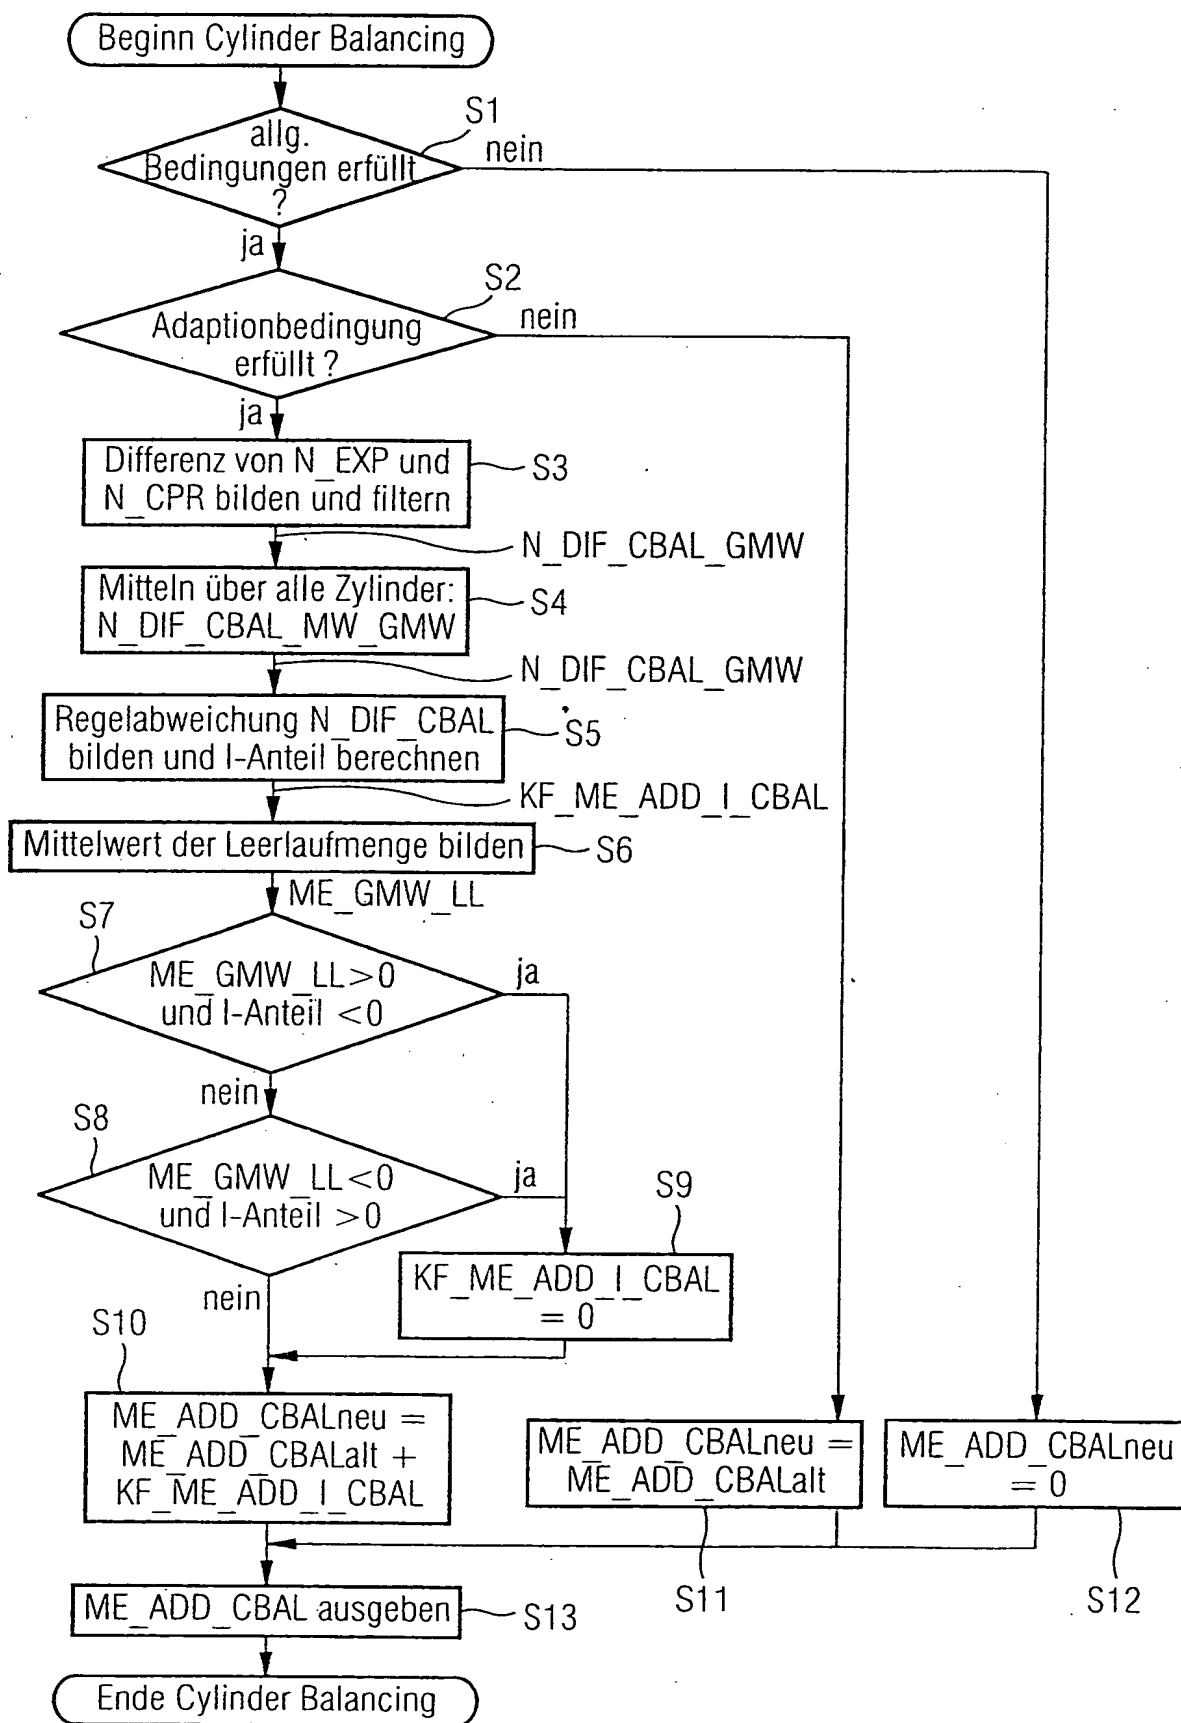 Beginn Cylinder Balancing
S1
allg.
Bedingungen erfüllt
?
nein
ja
S2
Adaptionbedingung
erfüllt ?
nein
ja
Differenz von N_EXP und
N_CPR bilden und filtern
S3
N_DIF_CBAL_GMW
Mitteln über alle Zylinder:
N_DIF_CBAL_MW_GMW
S4
N_DIF_CBAL_GMW
Regelabweichung N_DIF_CBAL
bilden und I-Anteil berechnen
S5
KF_ME_ADD_I_CBAL
Mittelwert der Leerlaufmenge bilden
S6
ME_GMW_LL
S7
ME_GMW_LL>0
und I-Anteil <0
ja
nein
S8
ME_GMW_LL<0
und I-Anteil >0
ja
nein
S9
KF_ME_ADD_I_CBAL
= 0
S10
ME_ADD_CBALneu =
ME_ADD_CBALalt +
KF_ME_ADD_I_CBAL
ME_ADD_CBALneu =
ME_ADD_CBALalt
S11
ME_ADD_CBALneu
= 0
S12
ME_ADD_CBAL ausgeben
S13
Ende Cylinder Balancing